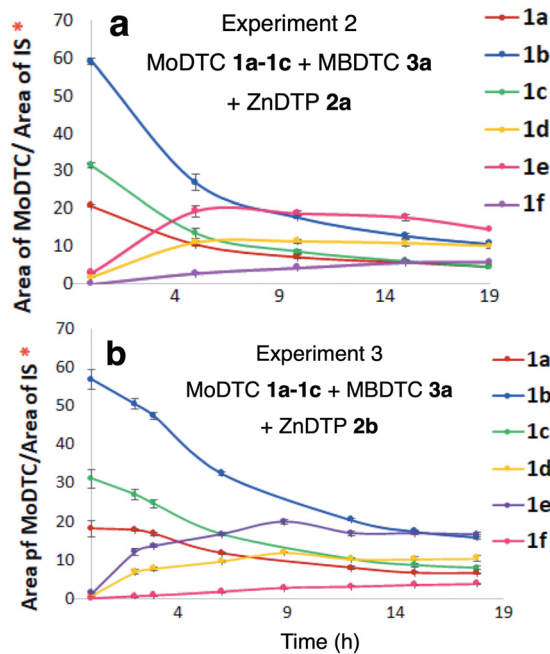 a
Experiment 2
MoDTC 1a-1c + MBDTC 3a
+ ZnDTP 2a
Area of MoDTC/ Area of IS *
70
60
50
40
30
20
10
0
4
9
14
19
1a
1b
1c
1d
1e
1f
b
Experiment 3
MoDTC 1a-1c + MBDTC 3a
+ ZnDTP 2b
Area pf MoDTC/Area of IS *
70
60
50
40
30
20
10
0
4
9
14
19
Time (h)
1a
1b
1c
1d
1e
1f